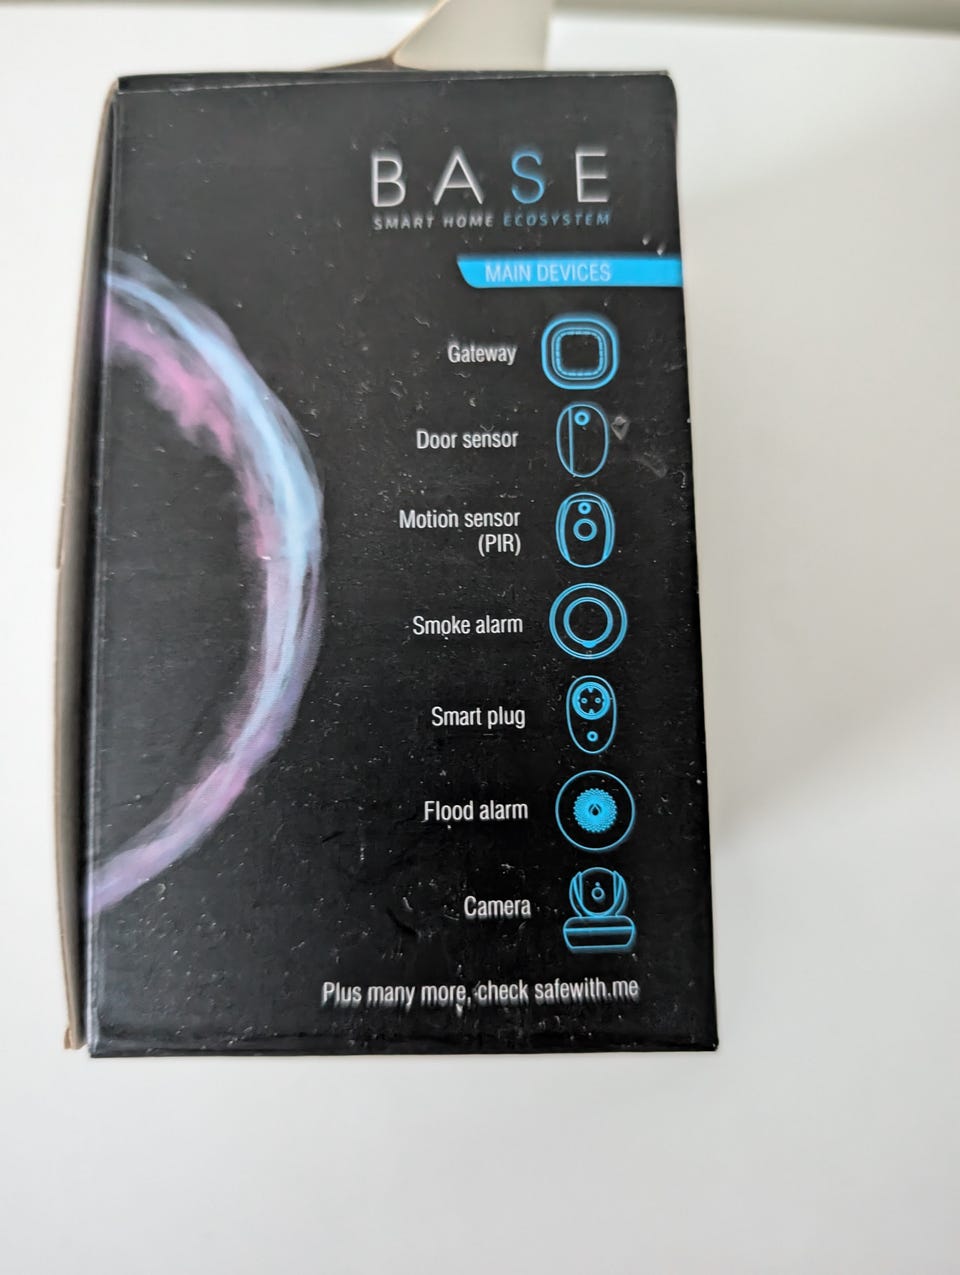 BASE
SMART HOME ECOSYSTEM
MAIN DEVICES
Gateway
Door sensor
Motion sensor
(PIR)
Smoke alarm
Smart plug
Flood alarm
Camera
Plus many more, check safewith.me